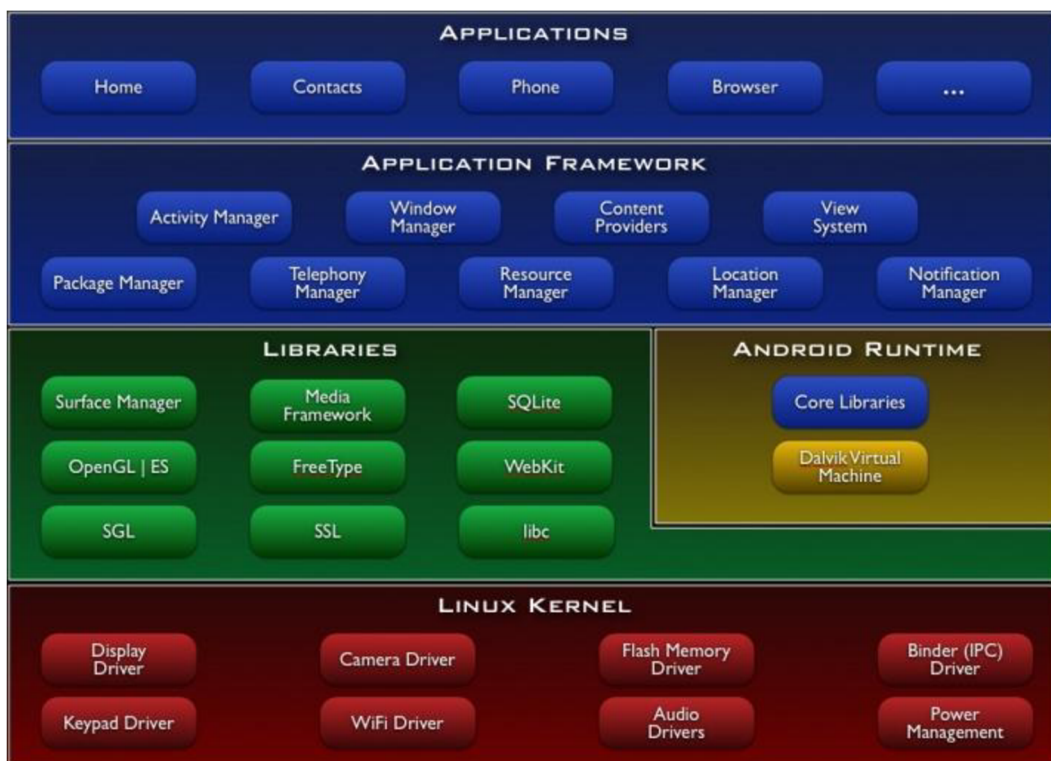 APPLICATIONS
Home Contacts Phone Browser ...
APPLICATION FRAMEWORK
Activity Manager
Window
Manager
Content
Providers
View
System
Package Manager
Telephony
Manager
Resource
Manager
Location
Manager
Notification
Manager
LIBRARIES
Surface Manager
Media
Framework
SQLite
OpenGL | ES
FreeType
WebKit
SGL
SSL
libc
ANDROID RUNTIME
Core Libraries
Dalvik Virtual
Machine
LINUX KERNEL
Display
Driver
Camera Driver
Flash Memory
Driver
Binder (IPC)
Driver
Keypad Driver
WiFi Driver
Audio
Drivers
Power
Management